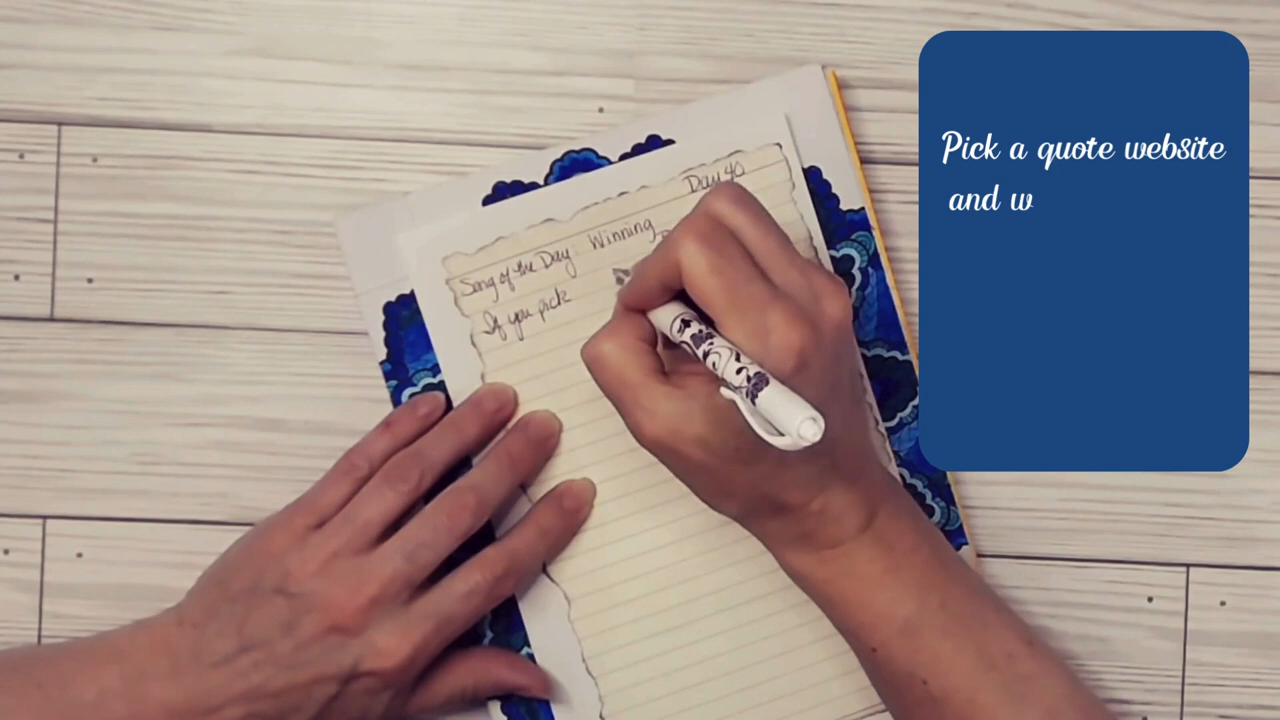 Day 40
Song of the Day: Winning
If you pick
Pick a quote website
and w